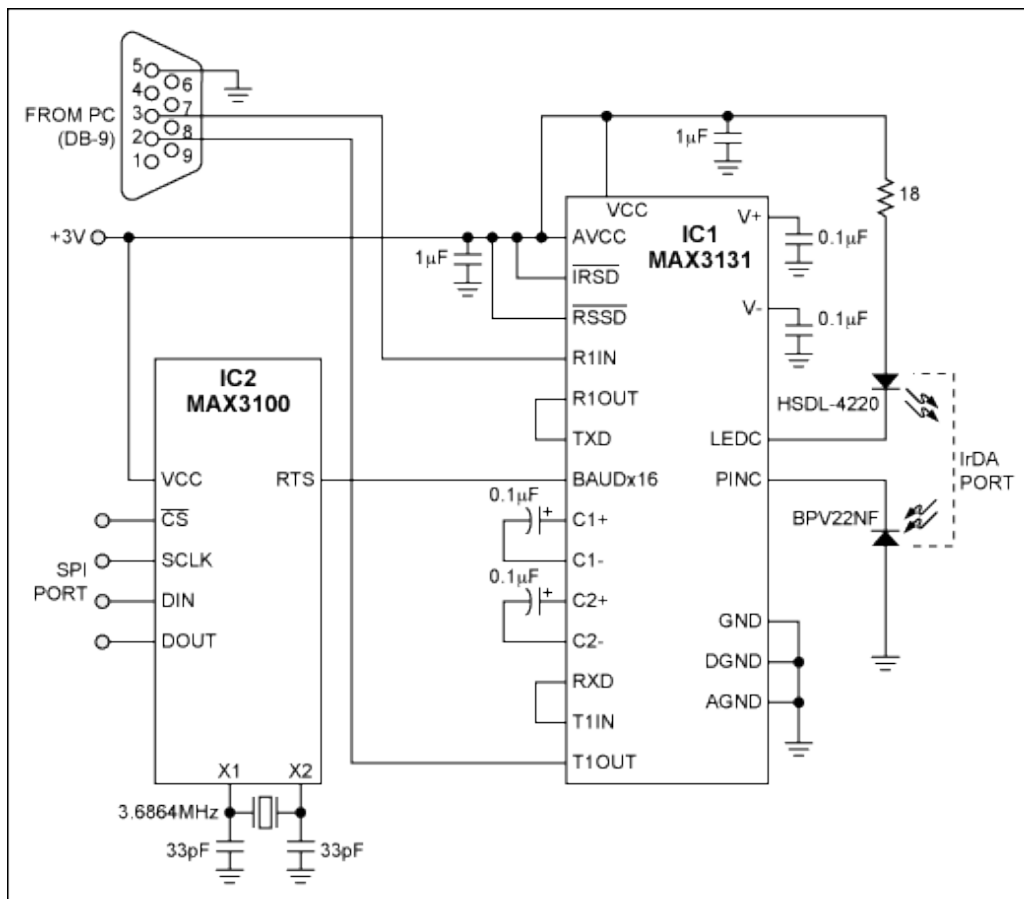 5
6
4
7
FROM PC
(DB-9)
3
8
2
9
1
1µF
18
+3V
1µF
VCC
AVCC
IRSD
RSSD
R1IN
R1OUT
TXD
BAUDx16
C1+
C1-
C2+
C2-
RXD
T1IN
T1OUT
IC1
MAX3131
V+
0.1µF
V-
0.1µF
LEDC
PINC
GND
DGND
AGND
HSDL-4220
IrDA
PORT
BPV22NF
0.1µF
+
0.1µF
+
IC2
MAX3100
VCC
RTS
CS
SCLK
DIN
DOUT
SPI
PORT
X1
X2
3.6864MHz
33pF
33pF